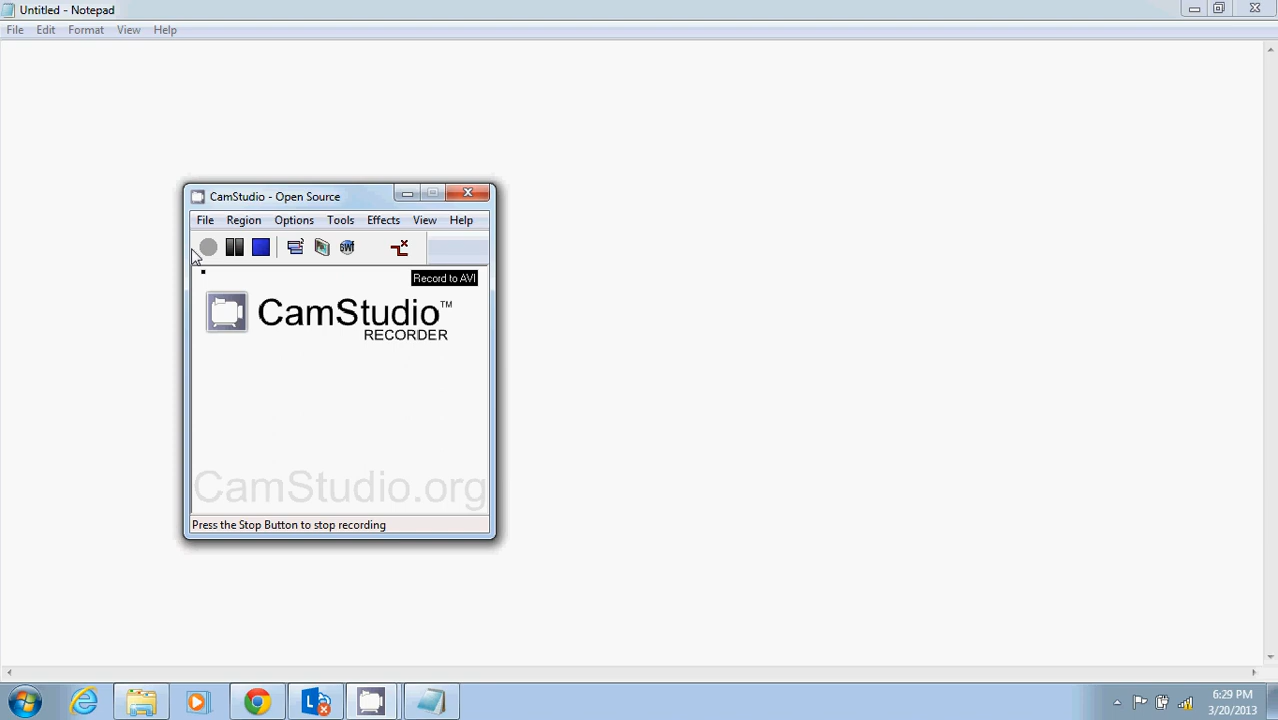 Untitled - Notepad
File Edit Format View Help
CamStudio - Open Source
File Region Options Tools Effects View Help
SWf
Record to AVI
CamStudio™
RECORDER
CamStudio.org
Press the Stop Button to stop recording
6:29 PM
3/20/2013